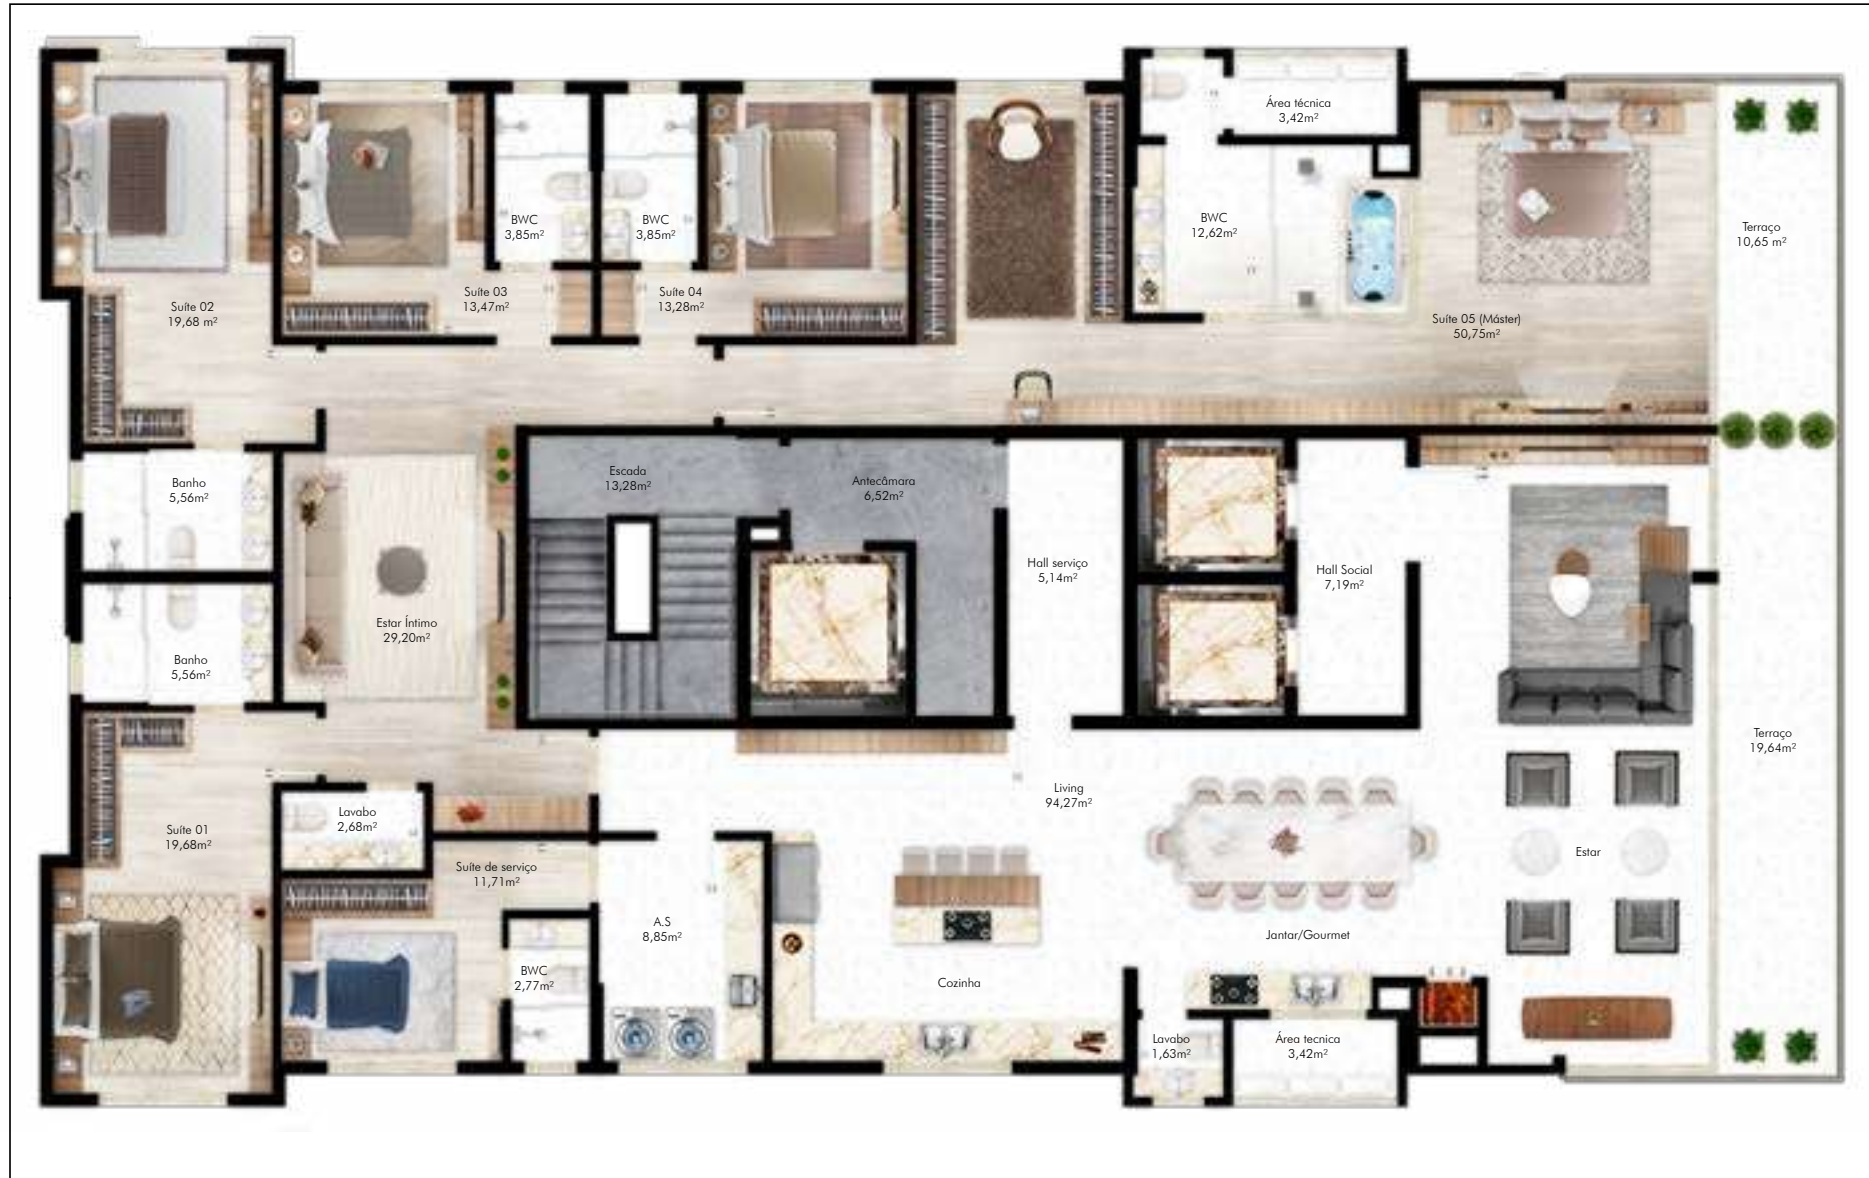 Área técnica
3,42m²
BWC
3,85m²
BWC
3,85m²
BWC
12,62m²
Terraço
10,65 m²
Suíte 02
19,68 m²
Suíte 03
13,47m²
Suíte 04
13,28m²
Suíte 05 (Máster)
50,75m²
Banho
5,56m²
Escada
13,28m²
Antecâmara
6,52m²
Hall serviço
5,14m²
Hall Social
7,19m²
Estar Íntimo
29,20m²
Banho
5,56m²
Terraço
19,64m²
Living
94,27m²
Lavabo
2,68m²
Suíte 01
19,68m²
Estar
Suíte de serviço
11,71m²
A.S
8,85m²
Jantar/Gourmet
BWC
2,77m²
Cozinha
Lavabo
1,63m²
Área tecnica
3,42m²